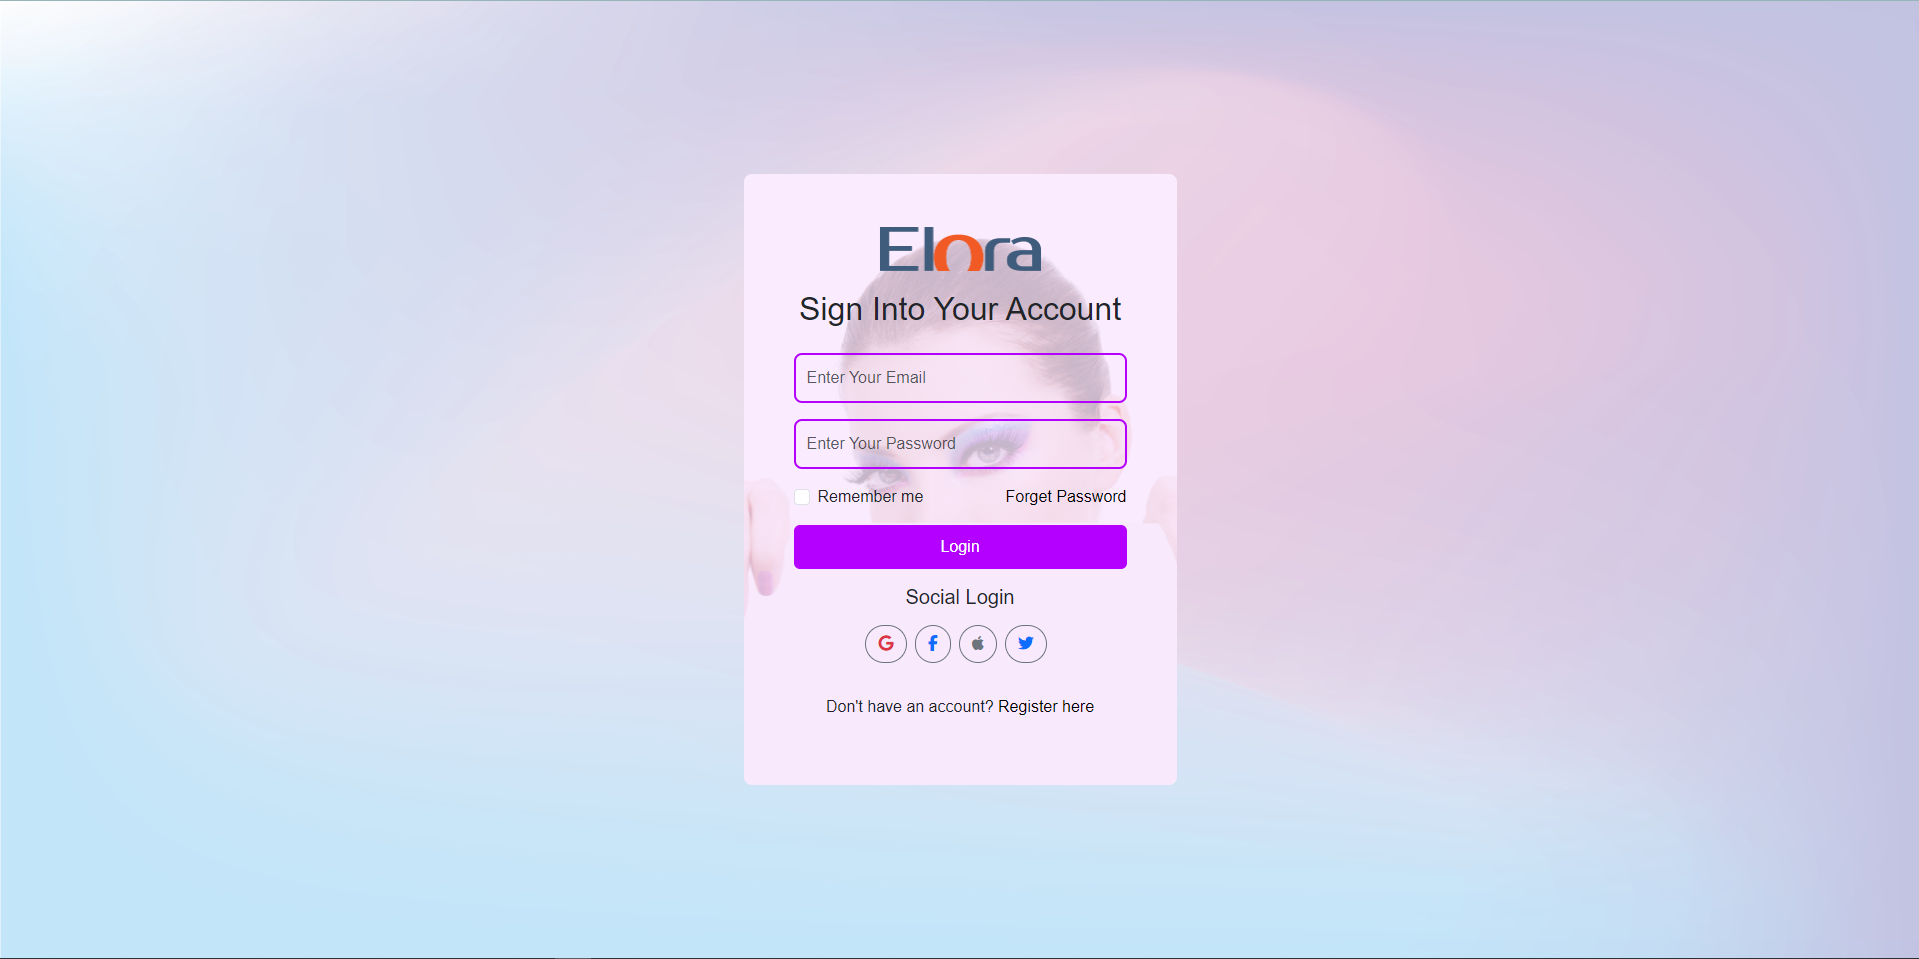 Elora
Sign Into Your Account
Enter Your Email
Enter Your Password
Remember me
Forget Password
Login
Social Login
Don't have an account? Register here